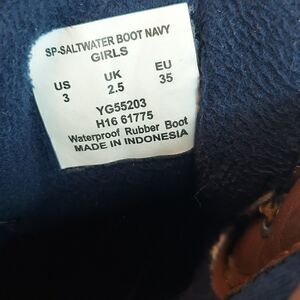 SP-SALTWATER BOOT NAVY
GIRLS
US UK EU
3 2.5 35
YG55203
H16 61775
Waterproof Rubber Boot
MADE IN INDONESIA